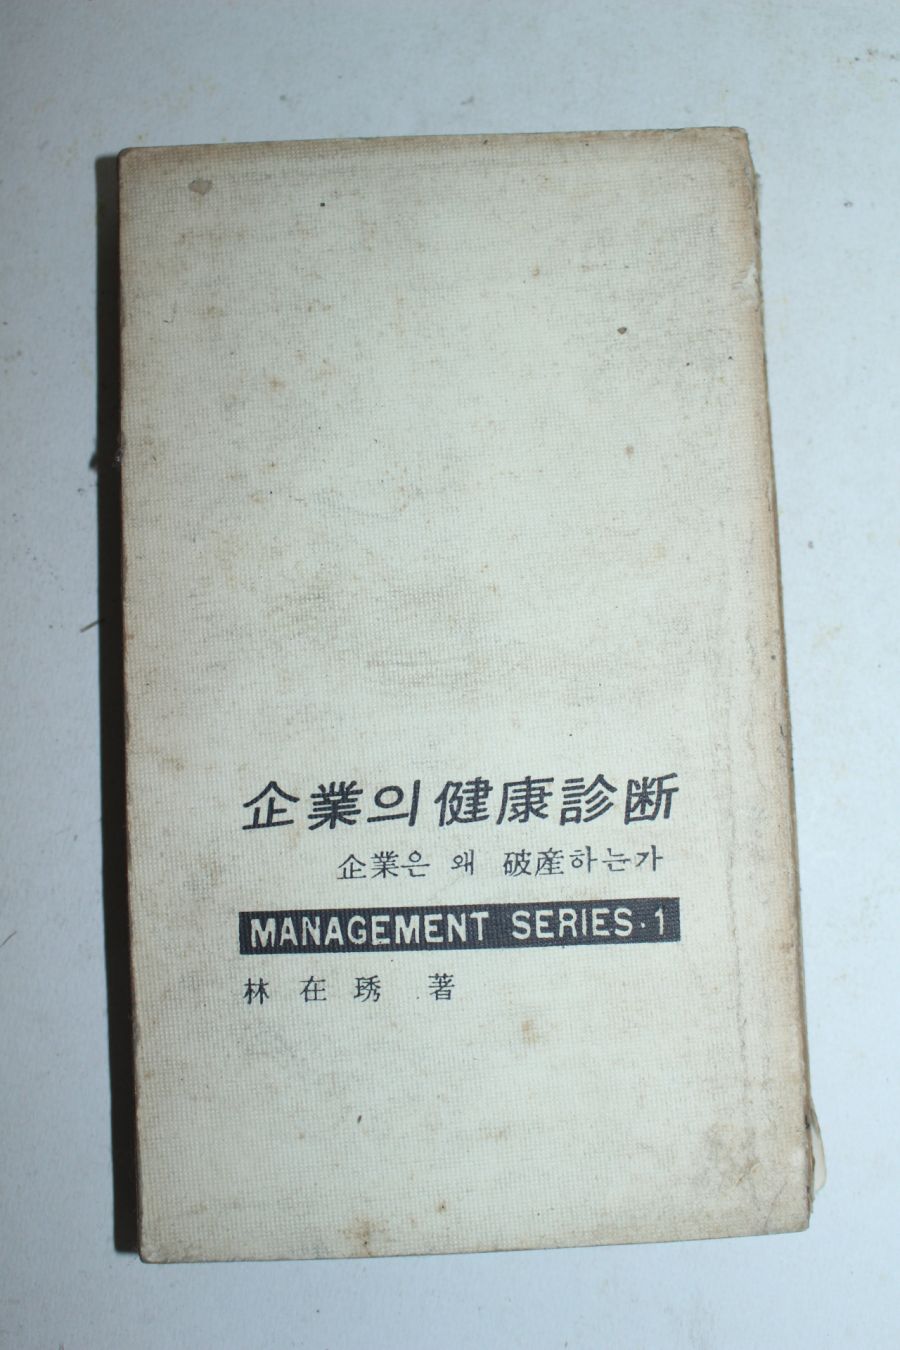 企業의 健康診断
企業은 왜 破産하는가
MANAGEMENT SERIES·1
林在琇 著